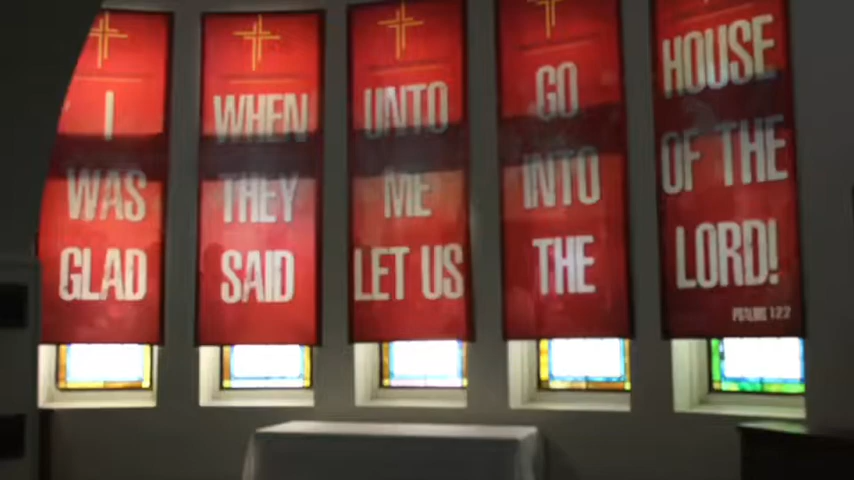 I
WAS
GLAD
WHEN
THEY
SAID
UNTO
ME
LET US
GO
INTO
THE
HOUSE
OF THE
LORD!
PSALMS 122